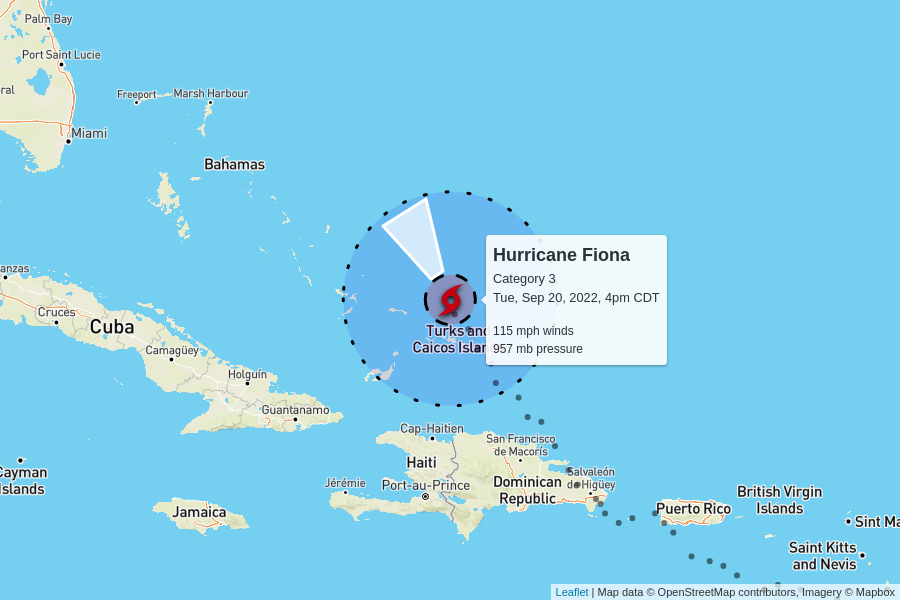 Palm Bay
Port Saint Lucie
ral
Freeport
Marsh Harbour
Miami
Bahamas
Hurricane Fiona
Category 3
Tue, Sep 20, 2022, 4pm CDT
115 mph winds
957 mb pressure
anzas
Cruces
Cuba
Turks and
Caicos Islan
Camagüey
Holguín
Guantanamo
Cap-Haitien
San Francisco
de Macorís
Haiti
Cayman
Islands
Jérémie
Port-au-Prince
Dominican
Republic
Salvaleón
de Higüey
British Virgin
Islands
Jamaica
Puerto Rico
Sint Ma
Saint Kitts
and Nevis
Leaflet | Map data © OpenStreetMap contributors, Imagery © Mapbox